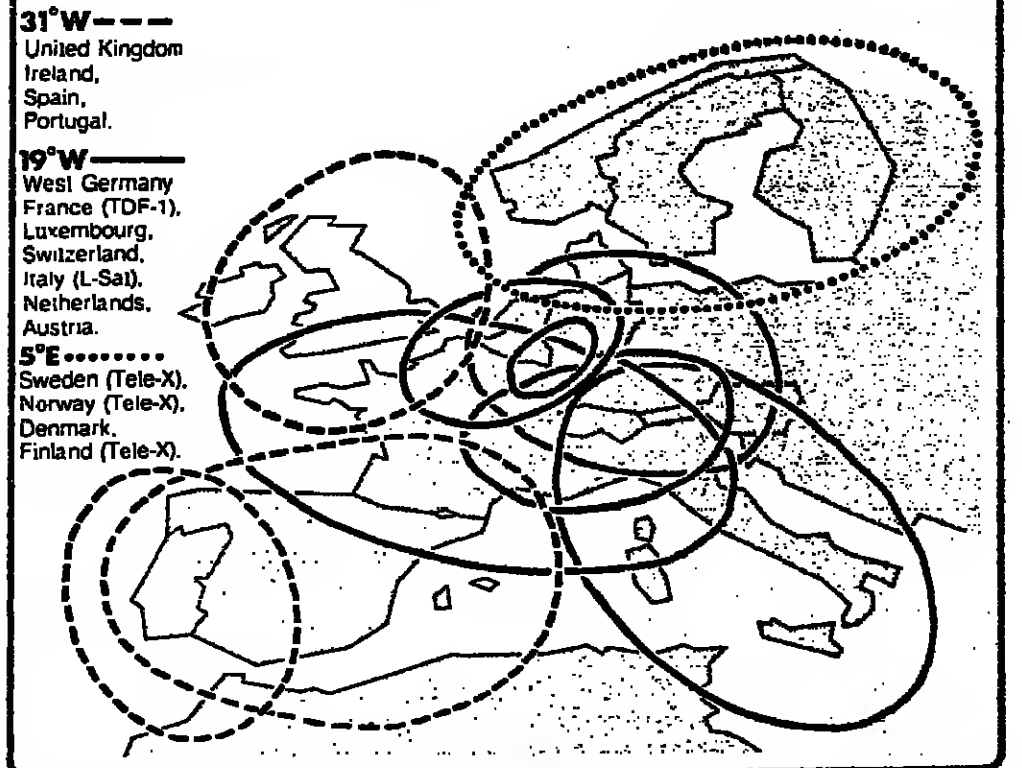 31°W
United Kingdom
Ireland,
Spain,
Portugal.
19°W
West Germany
France (TDF-1),
Luxembourg,
Switzerland,
Italy (L-Sat),
Netherlands,
Austria.
5°E
Sweden (Tele-X),
Norway (Tele-X),
Denmark,
Finland (Tele-X).